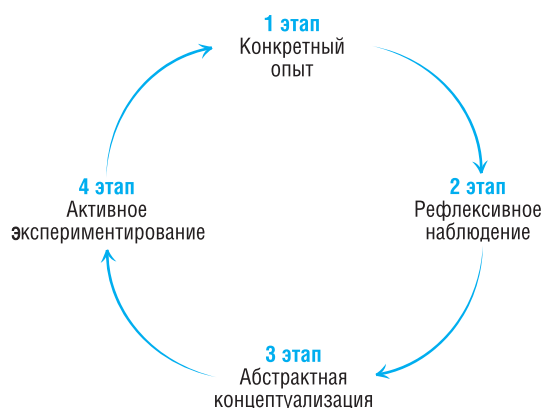 1 этап
Конкретный
опыт
2 этап
Рефлексивное
наблюдение
3 этап
Абстрактная
концептуализация
4 этап
Активное
экспериментирование